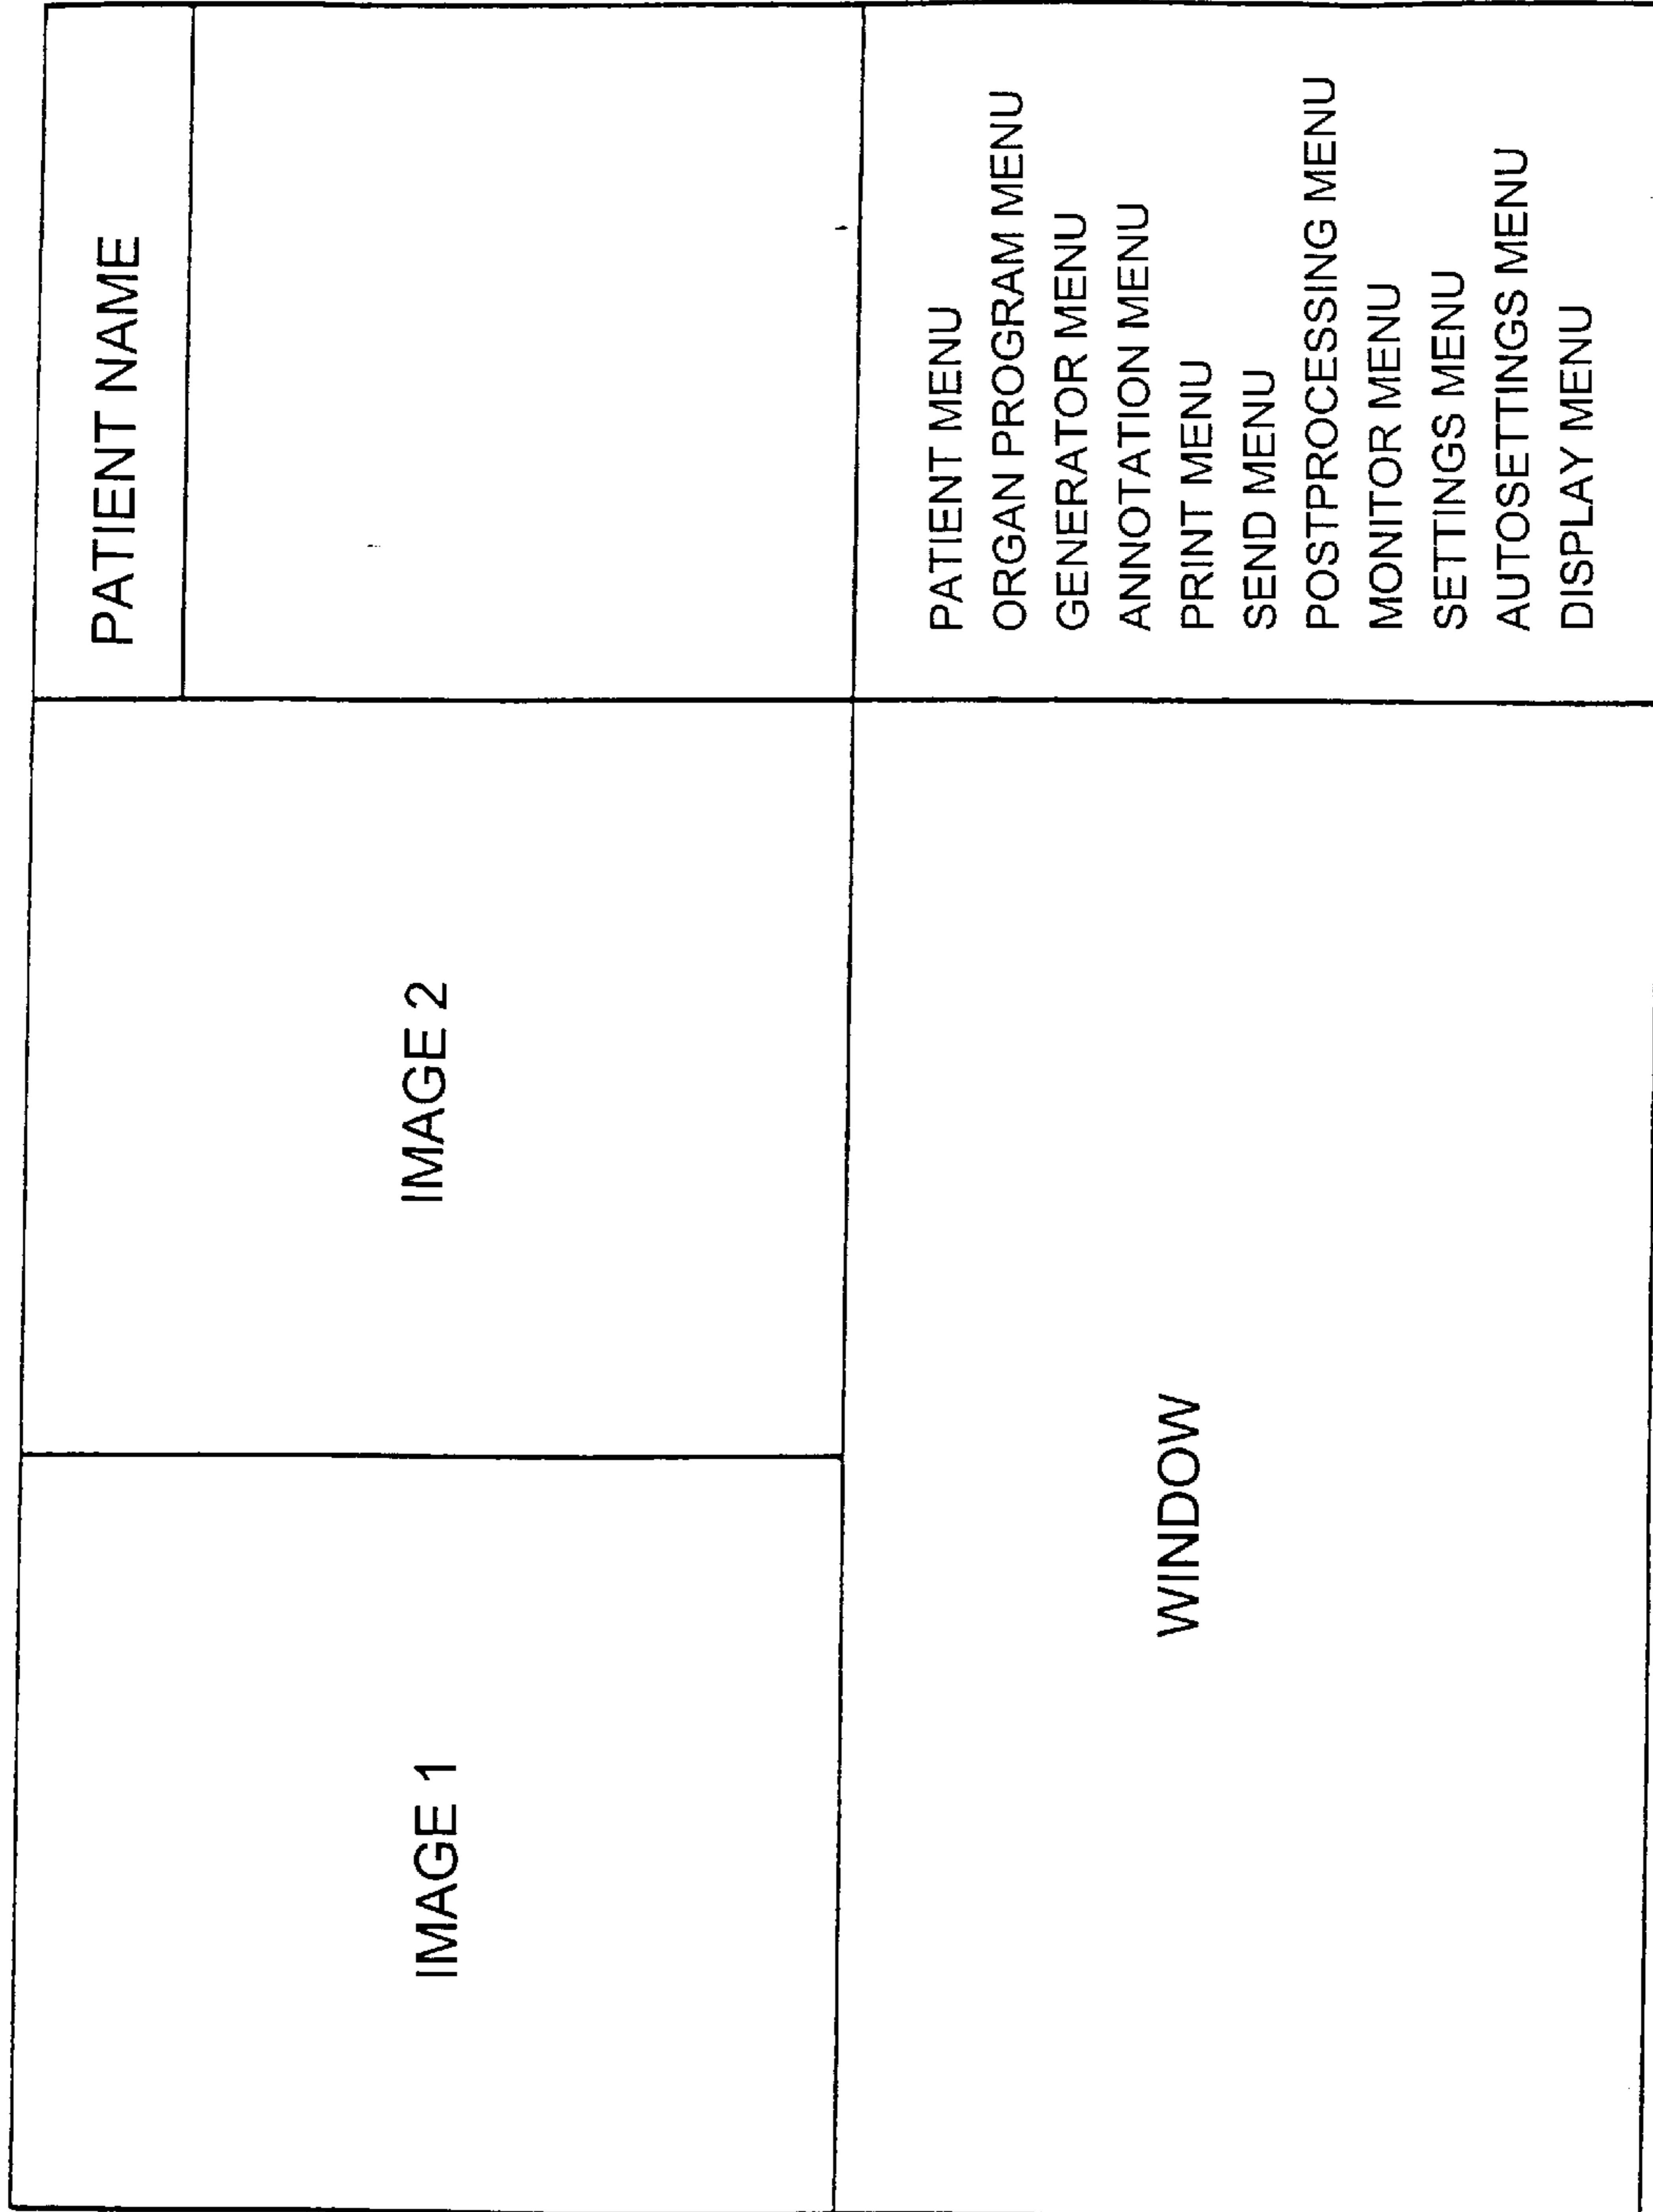 IMAGE 1
IMAGE 2
PATIENT NAME
WINDOW
PATIENT MENU
ORGAN PROGRAM MENU
GENERATOR MENU
ANNOTATION MENU
PRINT MENU
SEND MENU
POSTPROCESSING MENU
MONITOR MENU
SETTINGS MENU
AUTOSETTINGS MENU
DISPLAY MENU